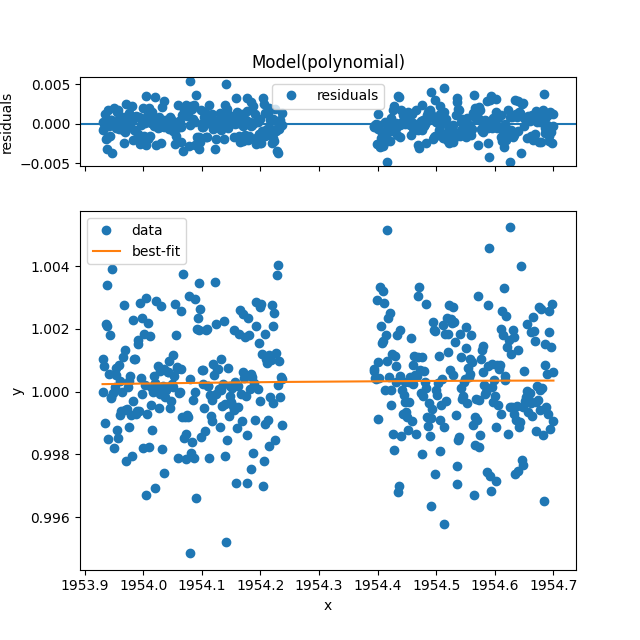 Model(polynomial)
residuals
0.005
0.000
−0.005
residuals
data
best-fit
y
1.004
1.002
1.000
0.998
0.996
1953.9 1954.0 1954.1 1954.2 1954.3 1954.4 1954.5 1954.6 1954.7
x